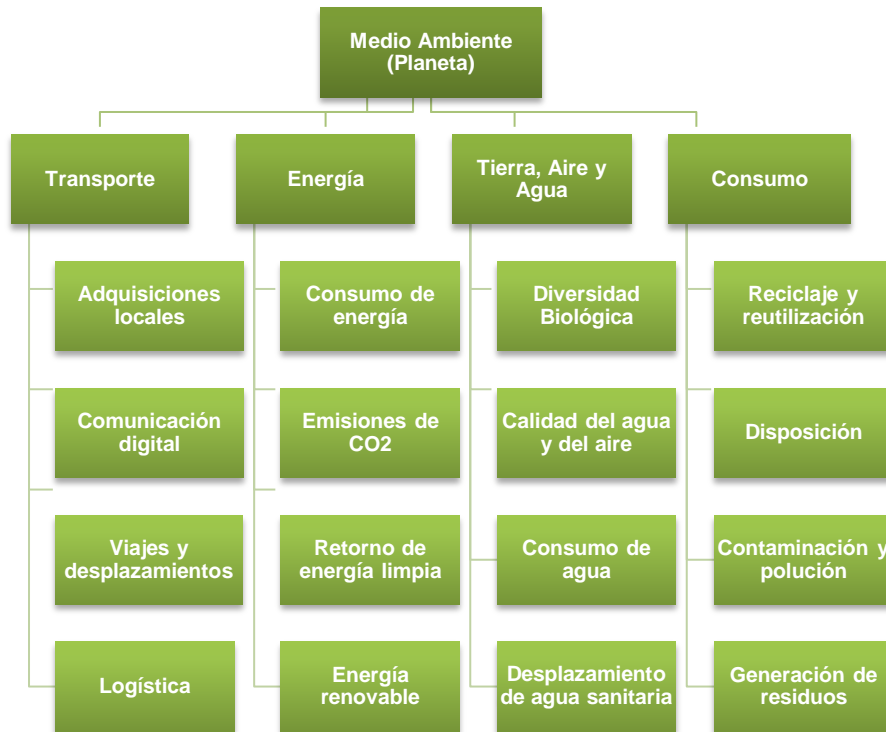 Medio Ambiente
(Planeta)
Transporte
Energía
Tierra, Aire y
Agua
Consumo
Adquisiciones
locales
Consumo de
energía
Diversidad
Biológica
Reciclaje y
reutilización
Comunicación
digital
Emisiones de
CO2
Calidad del agua
y del aire
Disposición
Viajes y
desplazamientos
Retorno de
energía limpia
Consumo de
agua
Contaminación y
polución
Logística
Energía
renovable
Desplazamiento
de agua sanitaria
Generación de
residuos